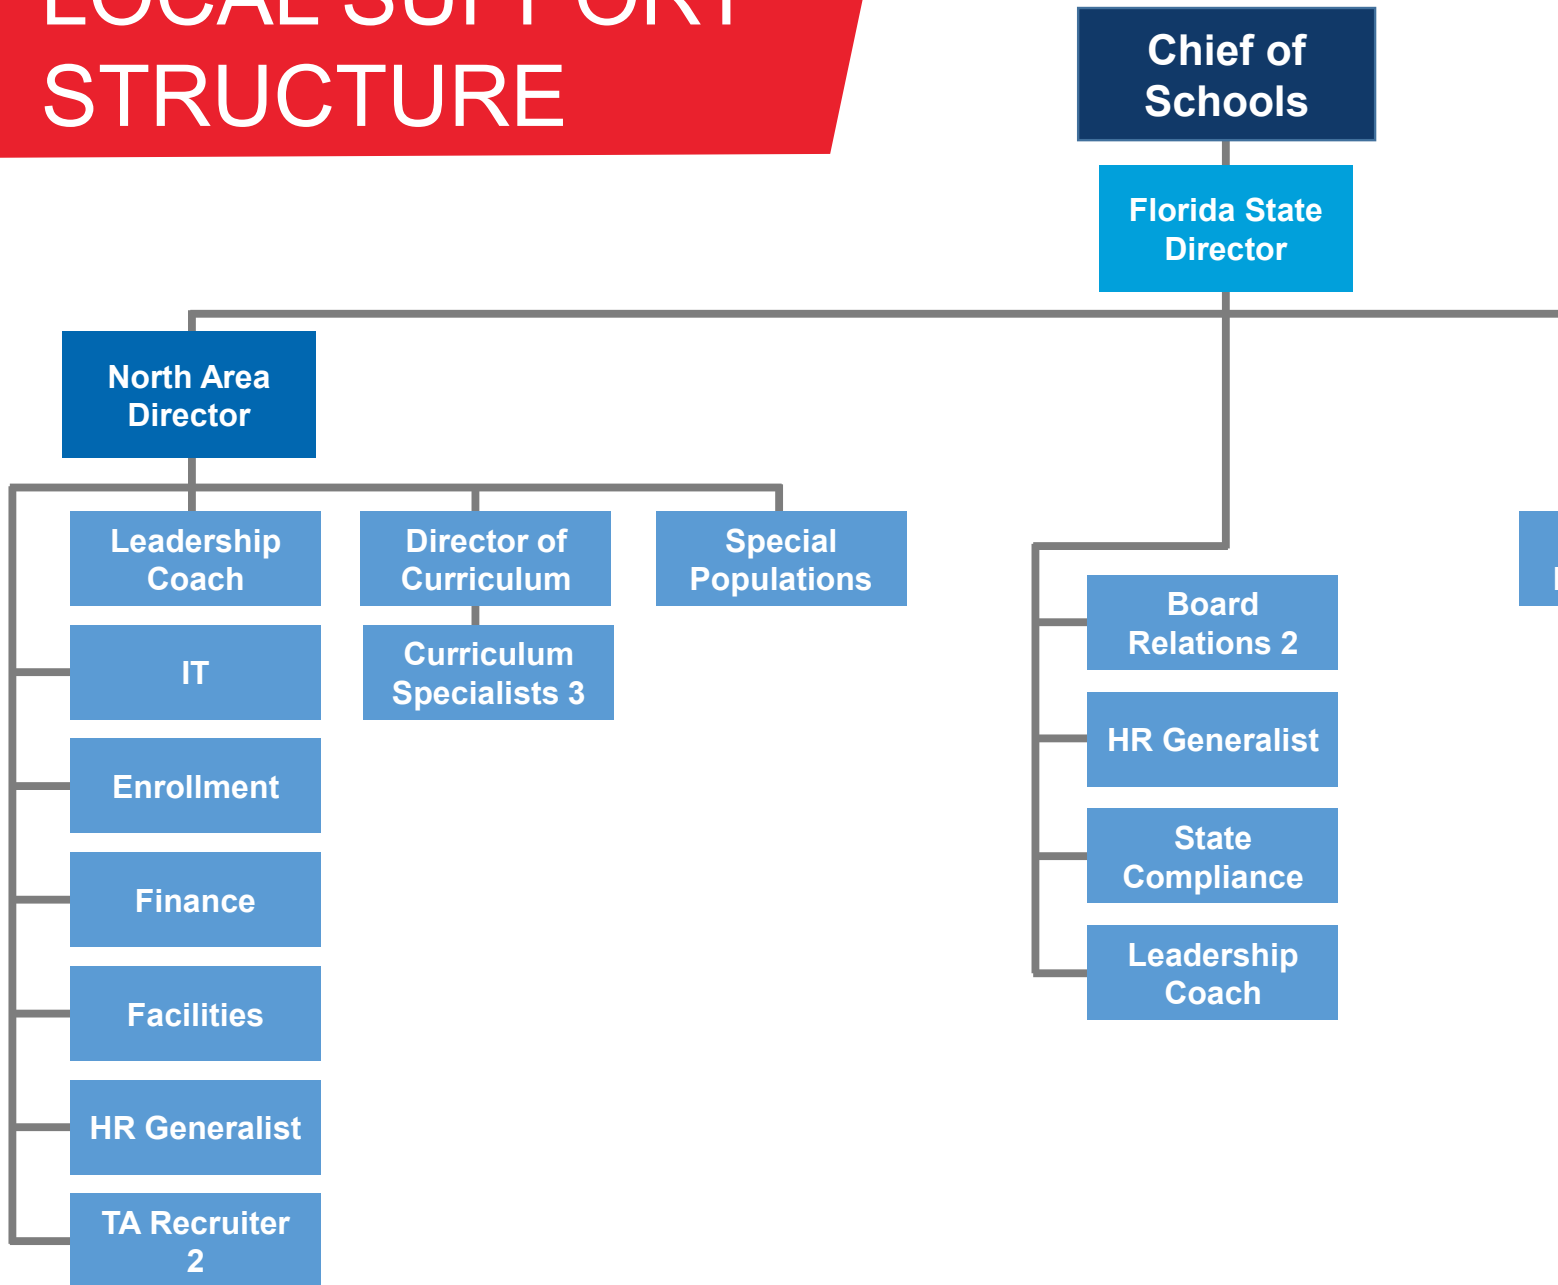 LOCAL SUPPORT
STRUCTURE
Chief of
Schools
Florida State
Director
North Area
Director
Leadership
Coach
Director of
Curriculum
Special
Populations
IT
Curriculum
Specialists 3
Enrollment
Finance
Facilities
HR Generalist
TA Recruiter
2
Board
Relations 2
HR Generalist
State
Compliance
Leadership
Coach